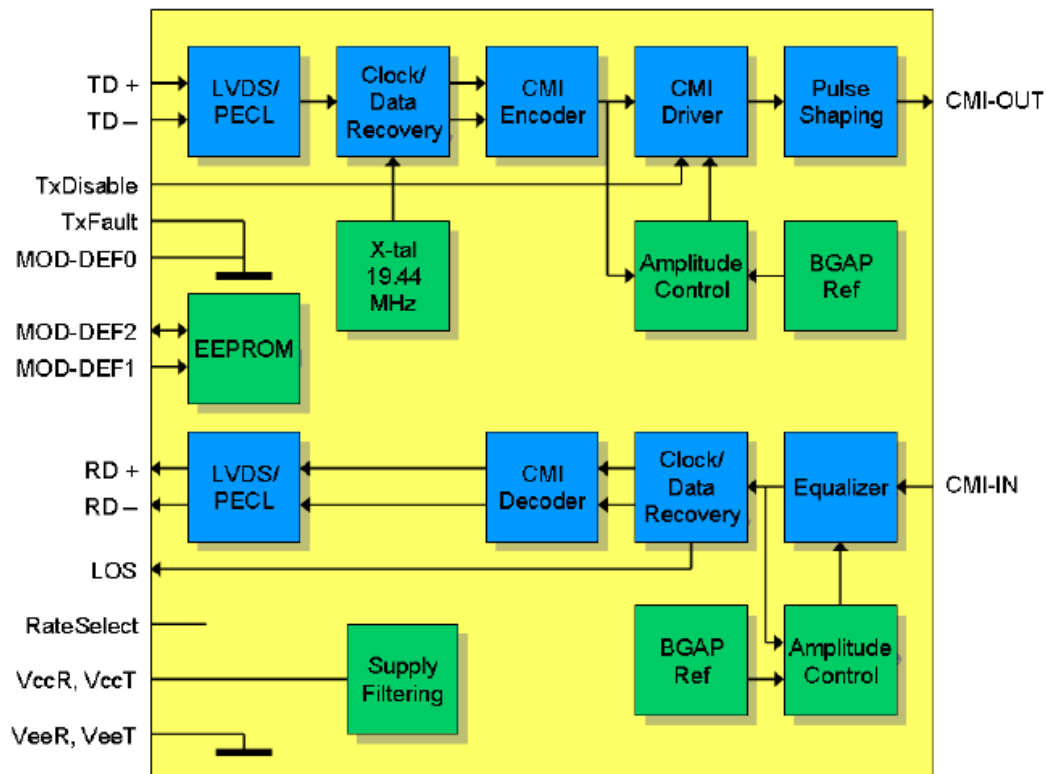 TD +
TD –
LVDS/
PECL
Clock/
Data
Recovery
CMI
Encoder
CMI
Driver
Pulse
Shaping
CMI-OUT
TxDisable
TxFault
MOD-DEF0
X-tal
19.44
MHz
Amplitude
Control
BGAP
Ref
MOD-DEF2
MOD-DEF1
EEPROM
RD +
RD –
LVDS/
PECL
CMI
Decoder
Clock/
Data
Recovery
Equalizer
CMI-IN
LOS
RateSelect
VccR, VccT
Supply
Filtering
BGAP
Ref
Amplitude
Control
VeeR, VeeT